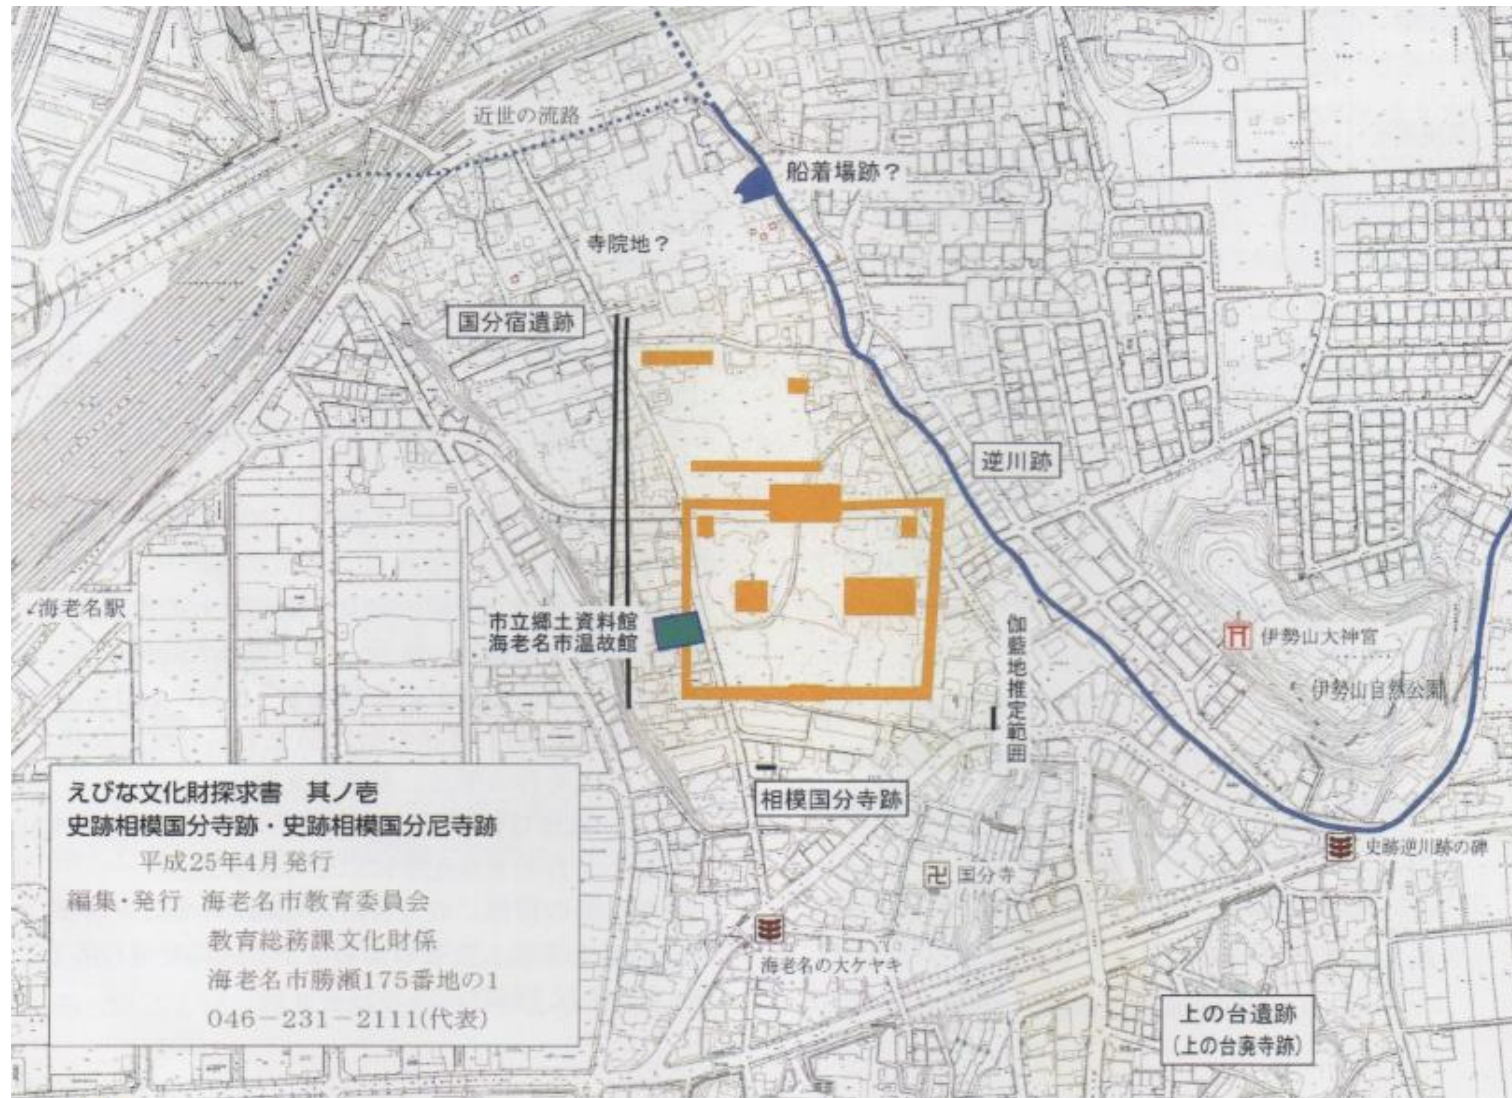 近世の流路
船着場跡？
寺院地？
国分宿遺跡
逆川跡
↙海老名駅
市立郷土資料館
海老名市温故館
伽藍地推定範囲
伊勢山大神宮
伊勢山自然公園
相模国分寺跡
史跡逆川跡の碑
卍 国分寺
海老名の大ケヤキ
上の台遺跡
(上の台廃寺跡)
えびな文化財探求書　其ノ壱
史跡相模国分寺跡・史跡相模国分尼寺跡
平成25年4月発行
編集・発行　海老名市教育委員会
教育総務課文化財係
海老名市勝瀬175番地の1
046－231－2111(代表)